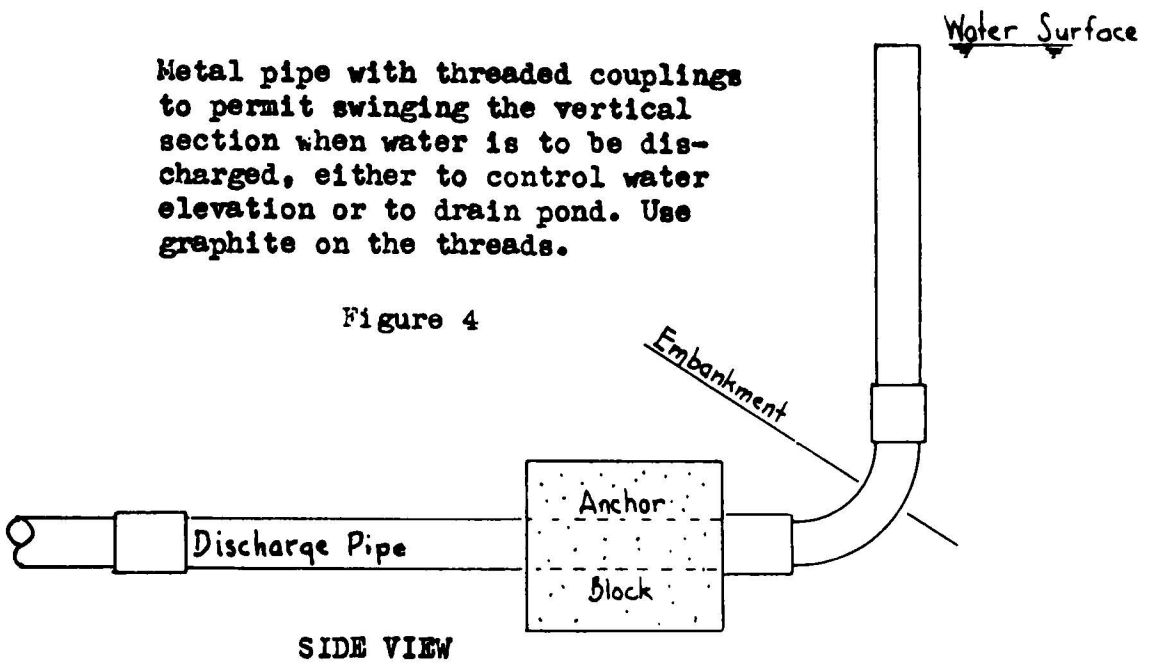 Water Surface
Metal pipe with threaded couplings
to permit swinging the vertical
section when water is to be dis-
charged, either to control water
elevation or to drain pond. Use
graphite on the threads.
Figure 4
Embankment
Anchor
Discharge Pipe
Block
SIDE VIEW